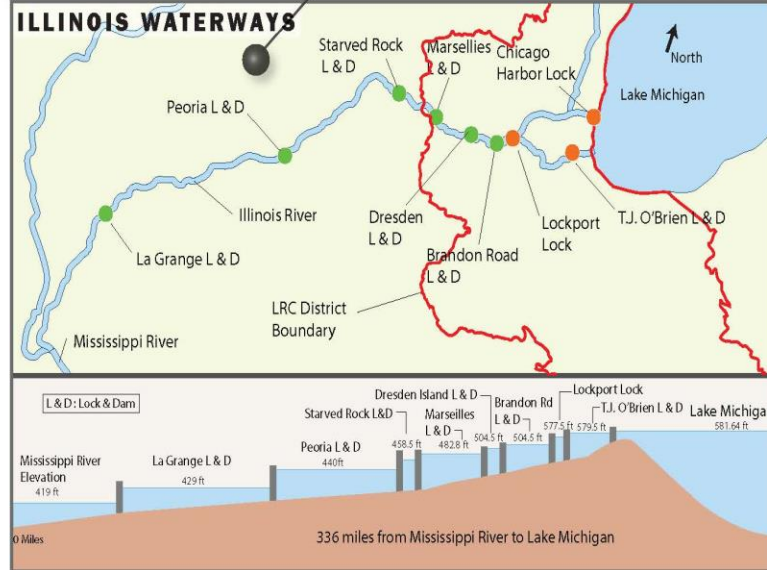 ILLINOIS WATERWAYS
Starved Rock
L & D
Marsellies
L & D
Chicago
Harbor Lock
North
Lake Michigan
Peoria L & D
Illinois River
La Grange L & D
Dresden
L & D
Brandon Road
L & D
Lockport
Lock
T.J. O'Brien L & D
LRC District
Boundary
Mississippi River
L & D : Lock & Dam
Mississippi River
Elevation
419 ft
La Grange L & D
429 ft
Peoria L & D
440ft
Starved Rock L&D
458.5 ft
Marseilles
L & D
482.8 ft
Dresden Island L & D
504.5 ft
Brandon Rd
L & D
504.5 ft
Lockport Lock
577.5 ft
T.J. O'Brien L & D
579.5 ft
Lake Michigan
581.64 ft
0 Miles
336 miles from Mississippi River to Lake Michigan